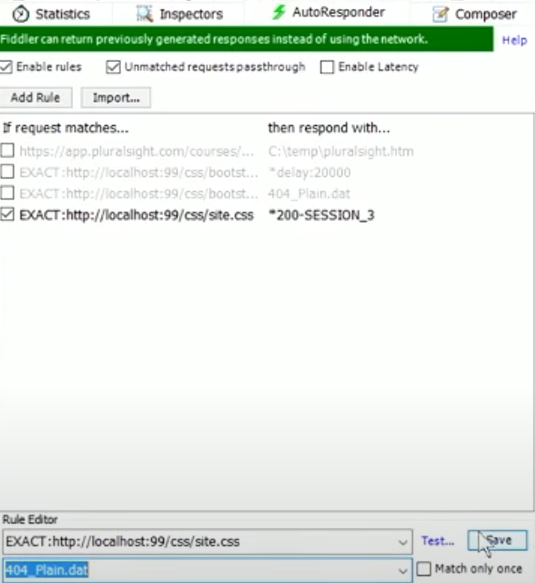 Statistics Inspectors AutoResponder Composer
Fiddler can return previously generated responses instead of using the network. Help
Enable rules Unmatched requests passthrough Enable Latency
Add Rule Import...
If request matches... then respond with...
https://app.pluralsight.com/courses/... C:\temp\pluralsight.htm
EXACT:http://localhost:99/css/bootst... *delay:20000
EXACT:http://localhost:99/css/bootst... 404_Plain.dat
EXACT:http://localhost:99/css/site.css *200-SESSION_3
Rule Editor
EXACT:http://localhost:99/css/site.css Test... Save
404_Plain.dat Match only once